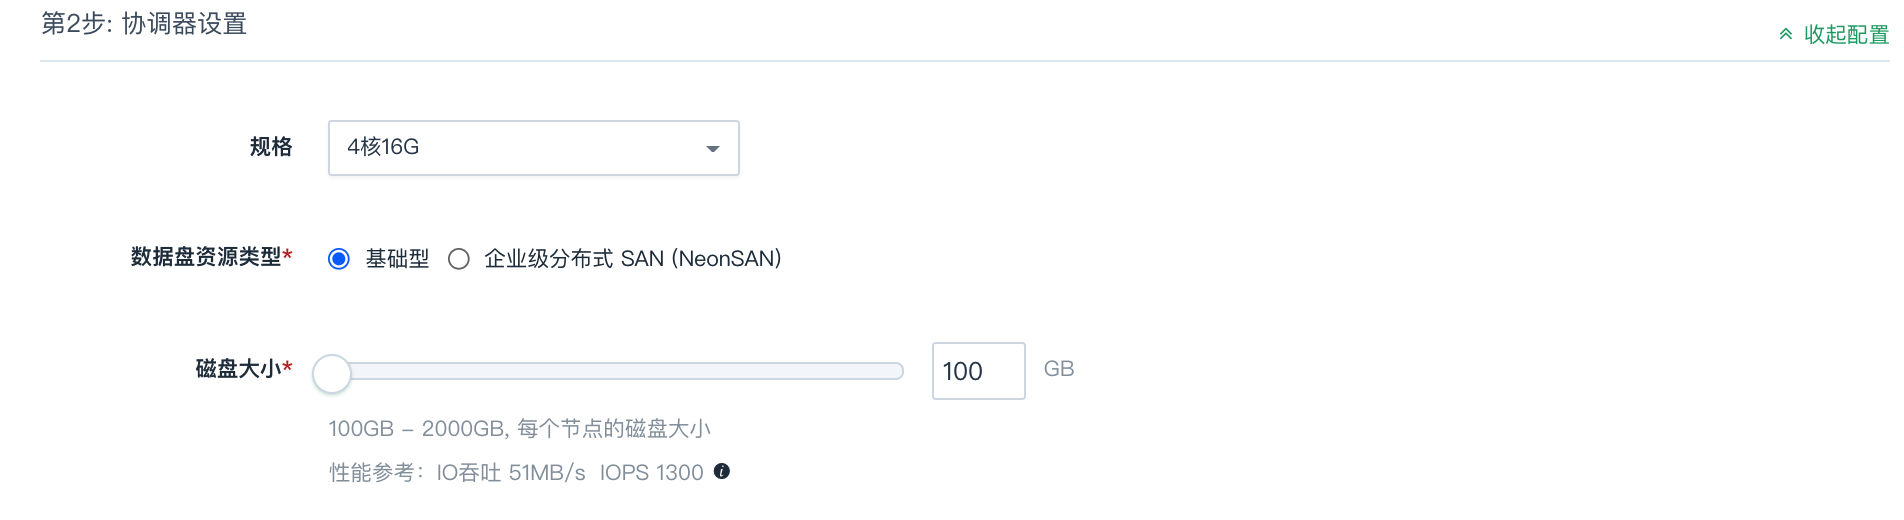 第2步: 协调器设置
收起配置
规格
4核16G
数据盘资源类型*
基础型 企业级分布式 SAN (NeonSAN)
磁盘大小*
100 GB
100GB – 2000GB, 每个节点的磁盘大小
性能参考：IO吞吐 51MB/s IOPS 1300